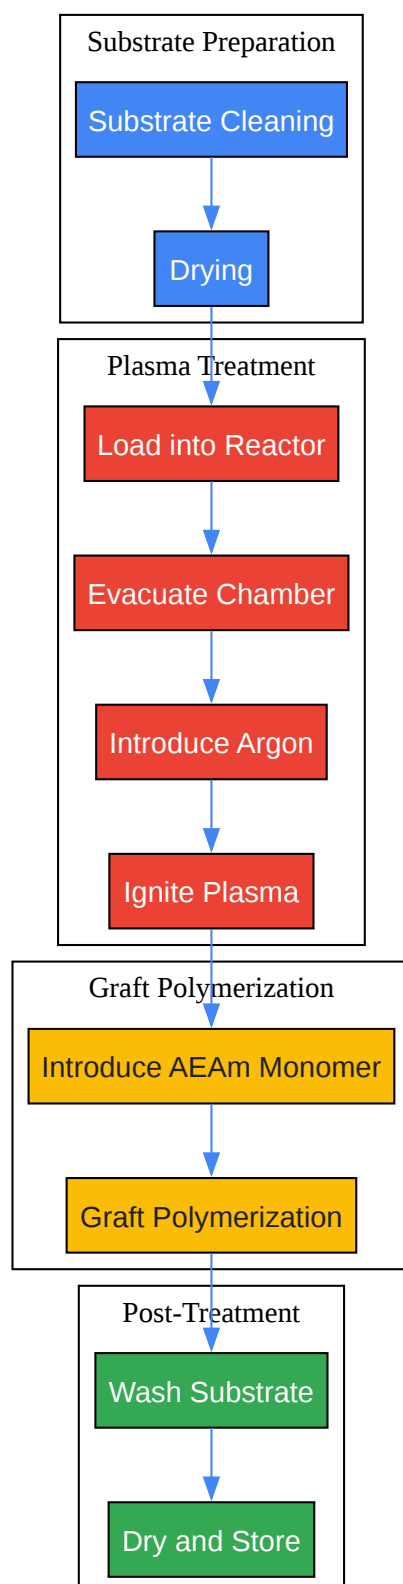 Substrate Preparation
Substrate Cleaning
Drying
Plasma Treatment
Load into Reactor
Evacuate Chamber
Introduce Argon
Ignite Plasma
Graft Polymerization
Introduce AEAm Monomer
Graft Polymerization
Post-Treatment
Wash Substrate
Dry and Store